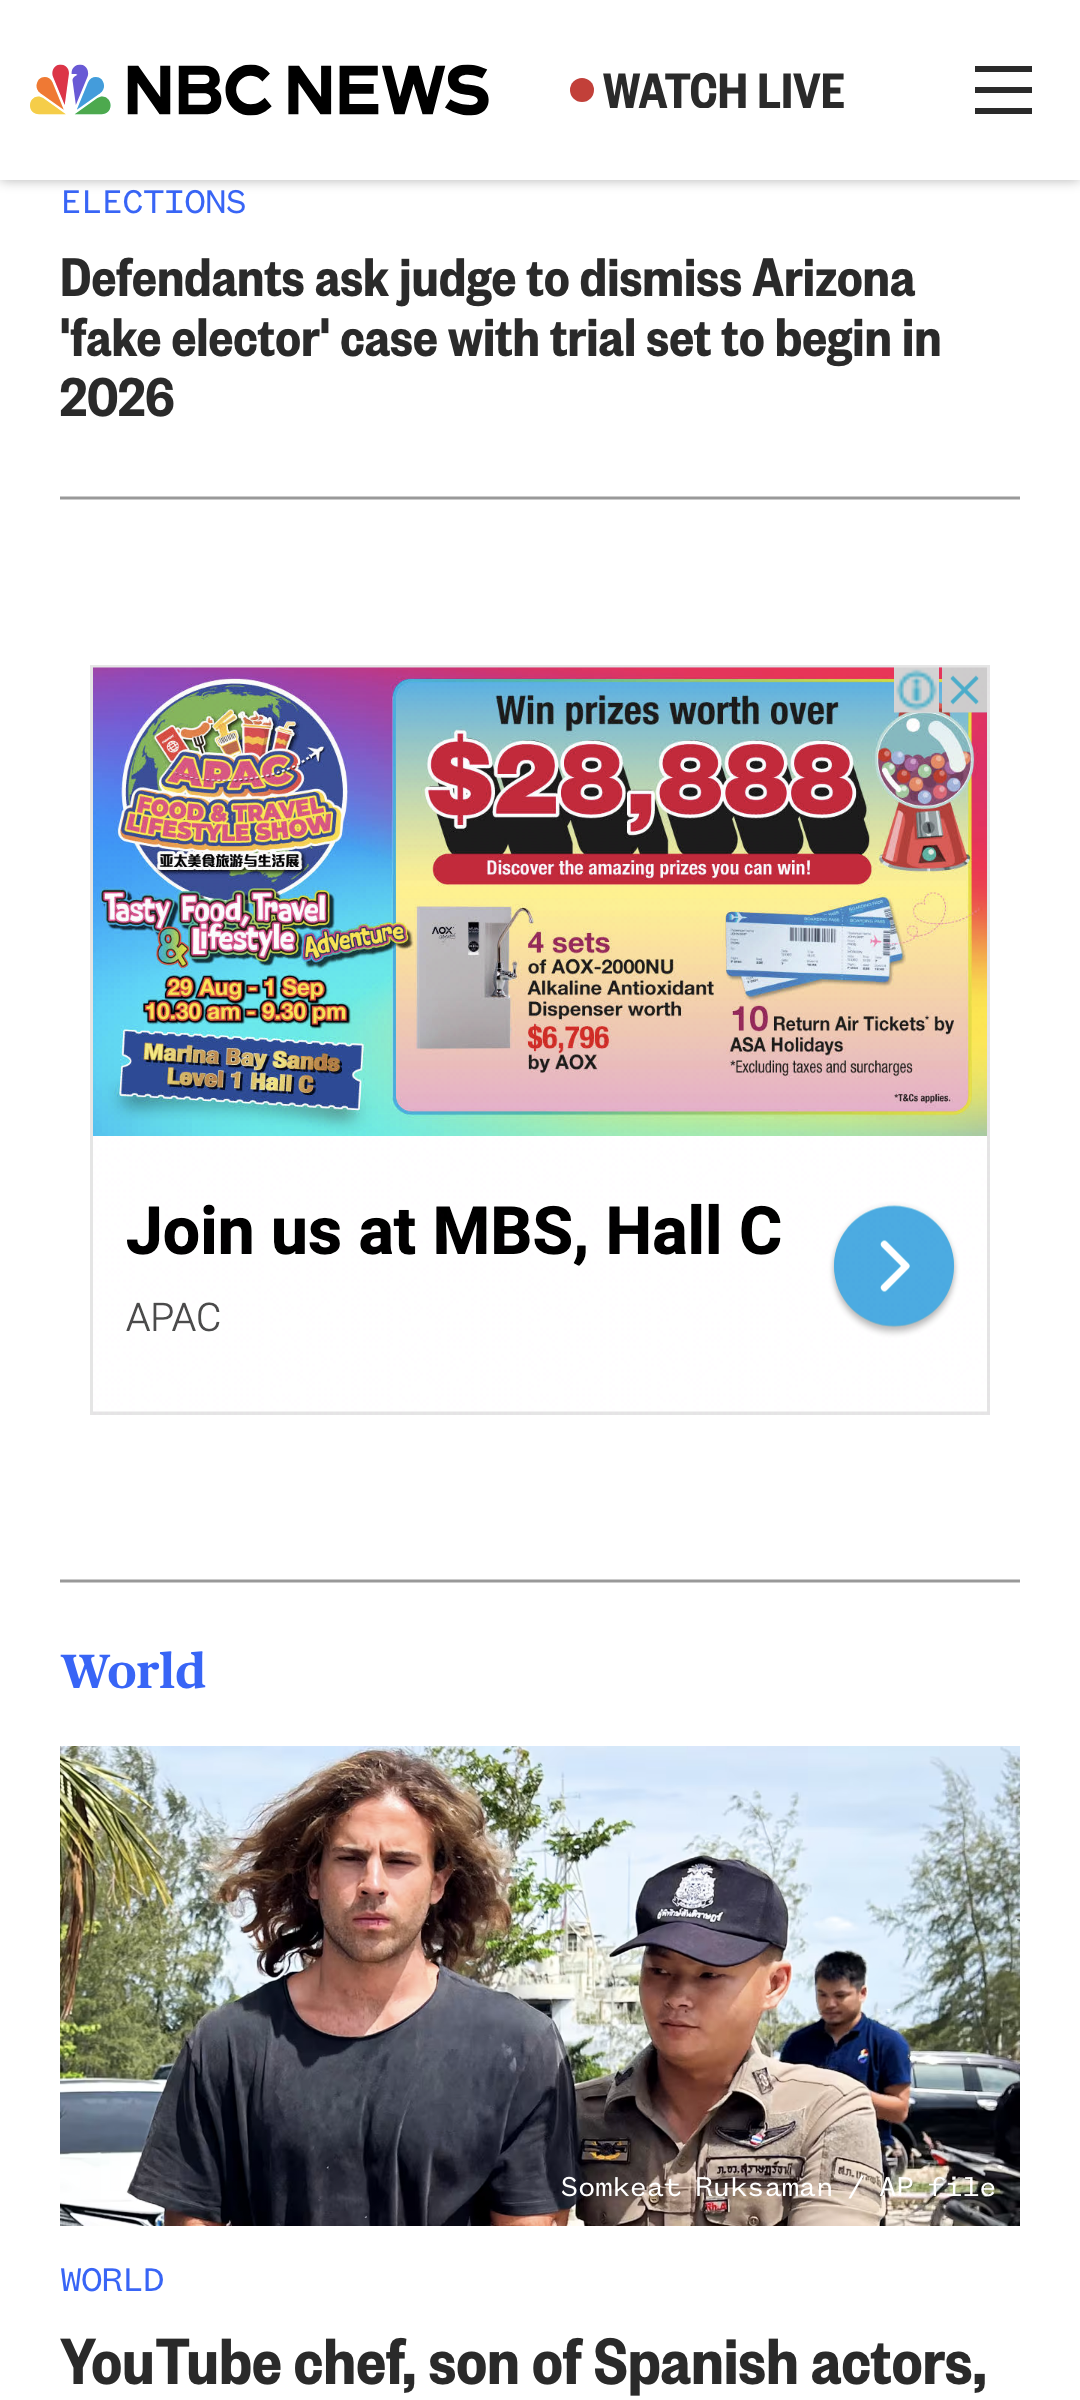 NBC NEWS
WATCH LIVE
ELECTIONS
Defendants ask judge to dismiss Arizona
'fake elector' case with trial set to begin in
2026
APAC
FOOD & TRAVEL
LIFESTYLE SHOW
亚太美食旅游与生活展
Tasty Food, Travel
& Lifestyle Adventure
29 Aug - 1 Sep
10.30 am - 9.30 pm
Marina Bay Sands
Level 1 Hall C
Win prizes worth over
$28,888
Discover the amazing prizes you can win!
AOX
4 sets
of AOX-2000NU
Alkaline Antioxidant
Dispenser worth
$6,796
by AOX
BOARDING PASS
BOARDING PASS
10 Return Air Tickets* by
ASA Holidays
*Excluding taxes and surcharges
*T&Cs applies.
Join us at MBS, Hall C
APAC
World
Somkeat Ruksaman / AP file
WORLD
YouTube chef, son of Spanish actors,